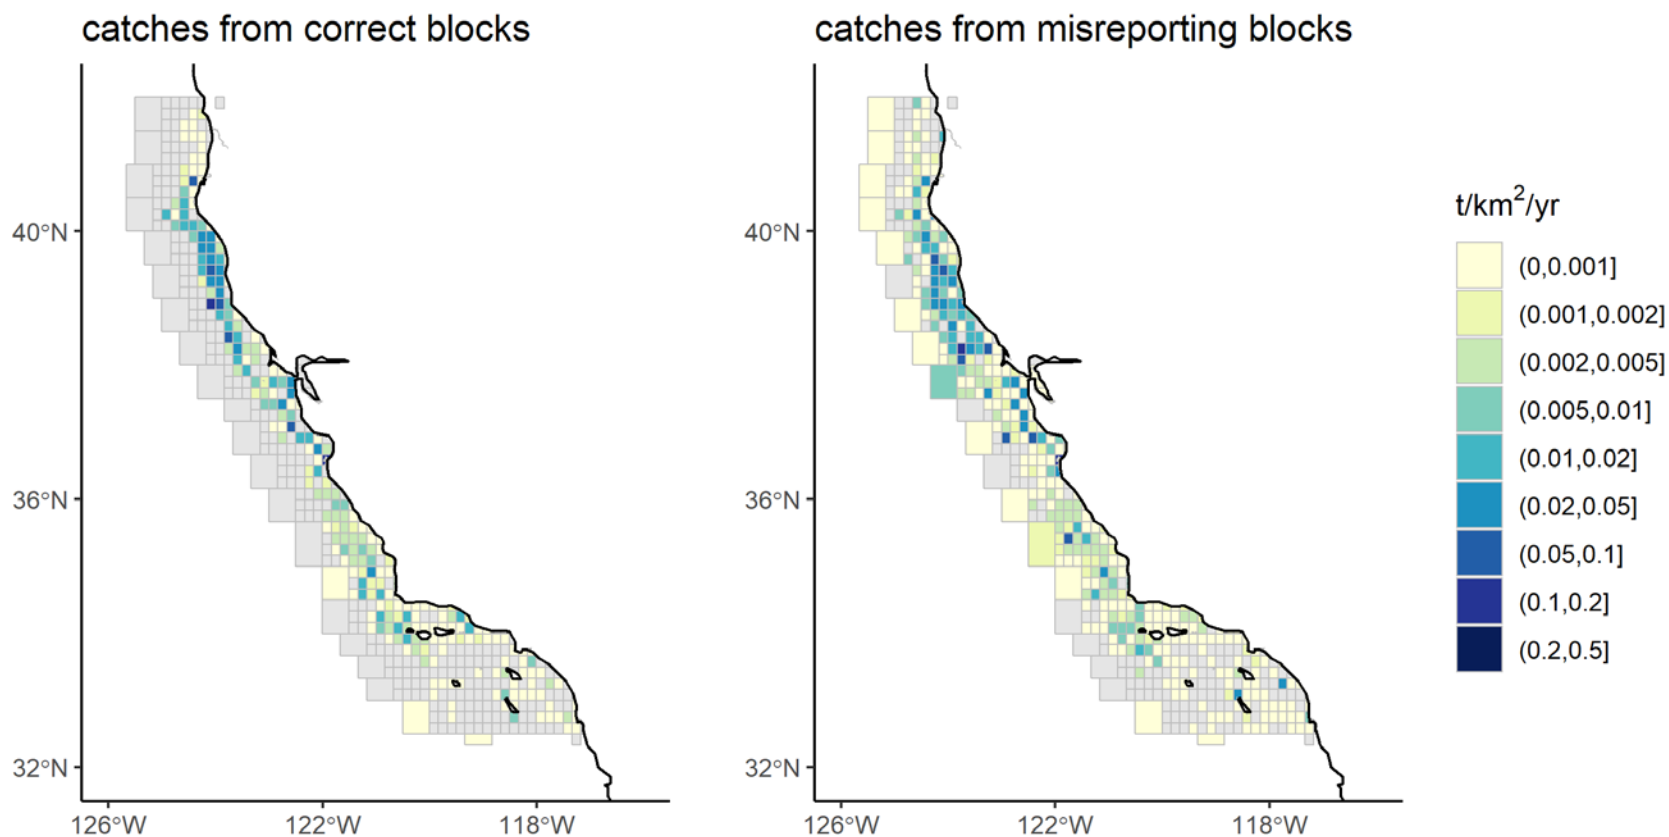 catches from correct blocks
catches from misreporting blocks
40°N
36°N
32°N
126°W
122°W
118°W
40°N
36°N
32°N
126°W
122°W
118°W
t/km²/yr
(0,0.001]
(0.001,0.002]
(0.002,0.005]
(0.005,0.01]
(0.01,0.02]
(0.02,0.05]
(0.05,0.1]
(0.1,0.2]
(0.2,0.5]